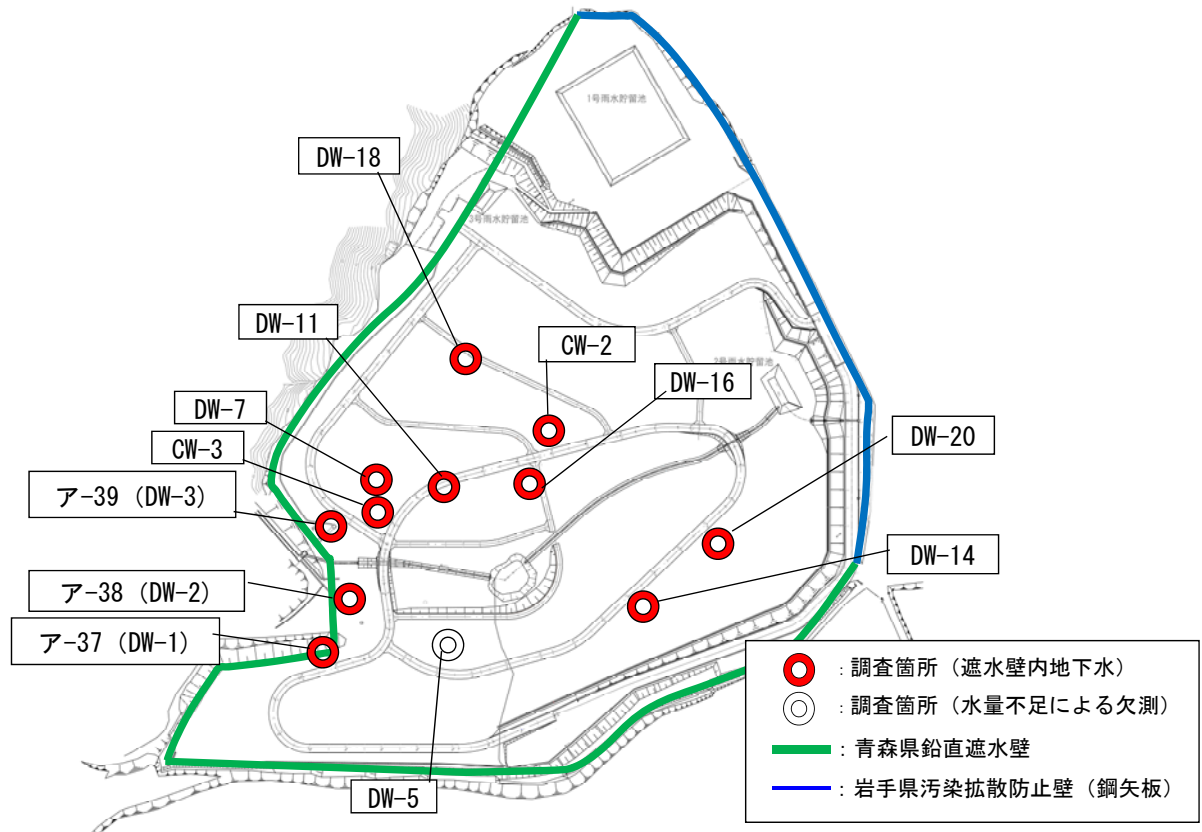 1号雨水貯留池
DW-18
3号雨水貯留池
DW-11
CW-2
2号雨水貯留池
DW-16
DW-7
DW-20
CW-3
ア-39（DW-3）
DW-14
ア-38（DW-2）
ア-37（DW-1）
DW-5
：調査箇所（遮水壁内地下水）
：調査箇所（水量不足による欠測）
：青森県鉛直遮水壁
：岩手県汚染拡散防止壁（鋼矢板）